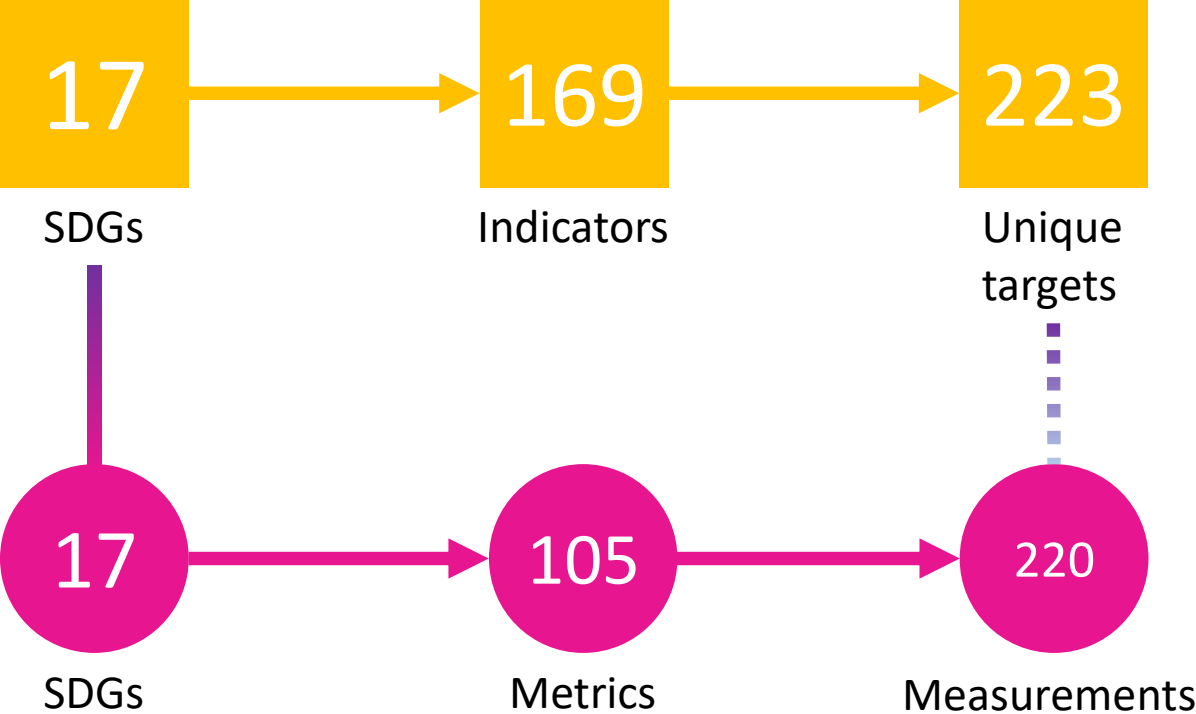 17
169
223
SDGs
Indicators
Unique
targets
17
105
220
SDGs
Metrics
Measurements